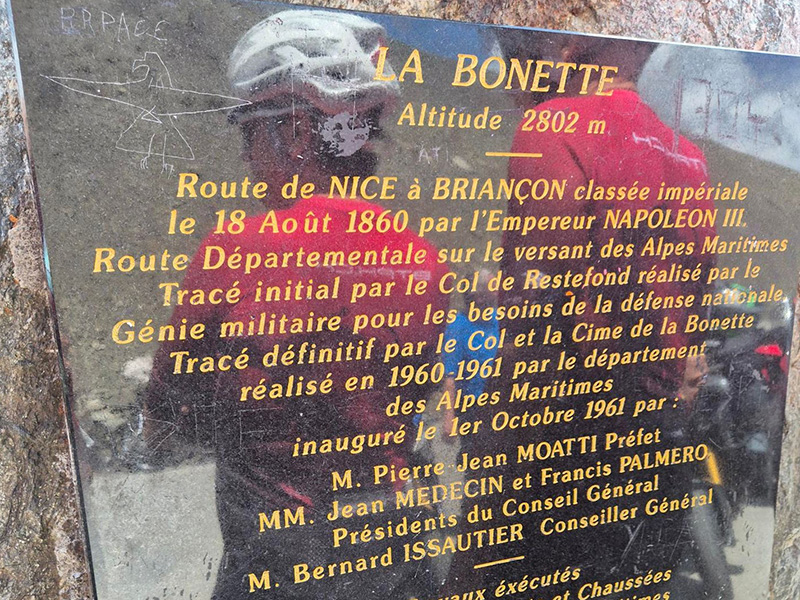 BRPACE
LA BONETTE
Altitude 2802 m
Route de NICE à BRIANÇON classée impériale
le 18 Août 1860 par l'Empereur NAPOLEON III.
Route Départementale sur le versant des Alpes Maritimes
Tracé initial par le Col de Restefond réalisé par le
Génie militaire pour les besoins de la défense nationale
Tracé définitif par le Col et la Cime de la Bonette
réalisé en 1960-1961 par le département
des Alpes Maritimes
inauguré le 1er Octobre 1961 par :
M. Pierre-Jean MOATTI Préfet
MM. Jean MEDECIN et Francis PALMERO,
Présidents du Conseil Général
M. Bernard ISSAUTIER Conseiller Général
éxécutés
et Chaussées